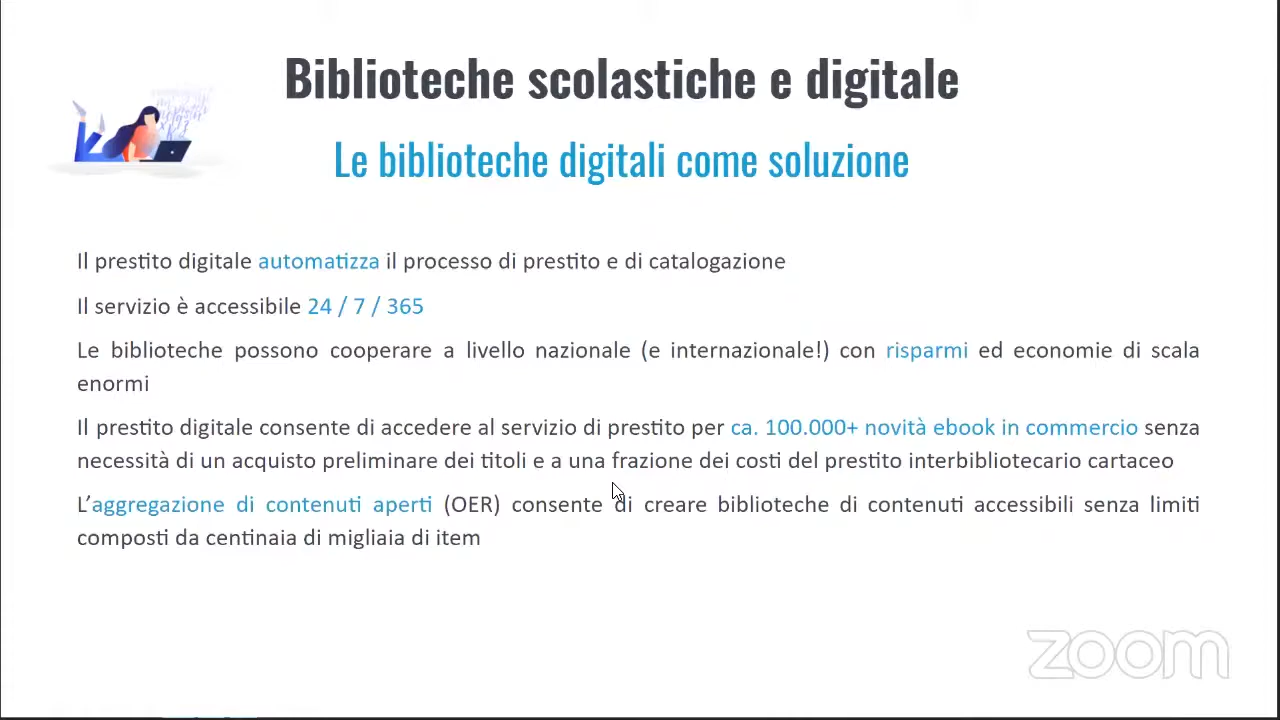 Biblioteche scolastiche e digitale
Le biblioteche digitali come soluzione
Il prestito digitale automatizza il processo di prestito e di catalogazione
Il servizio è accessibile 24 / 7 / 365
Le biblioteche possono cooperare a livello nazionale (e internazionale!) con risparmi ed economie di scala
enormi
Il prestito digitale consente di accedere al servizio di prestito per ca. 100.000+ novità ebook in commercio senza
necessità di un acquisto preliminare dei titoli e a una frazione dei costi del prestito interbibliotecario cartaceo
L’aggregazione di contenuti aperti (OER) consente di creare biblioteche di contenuti accessibili senza limiti
composti da centinaia di migliaia di item
zoom